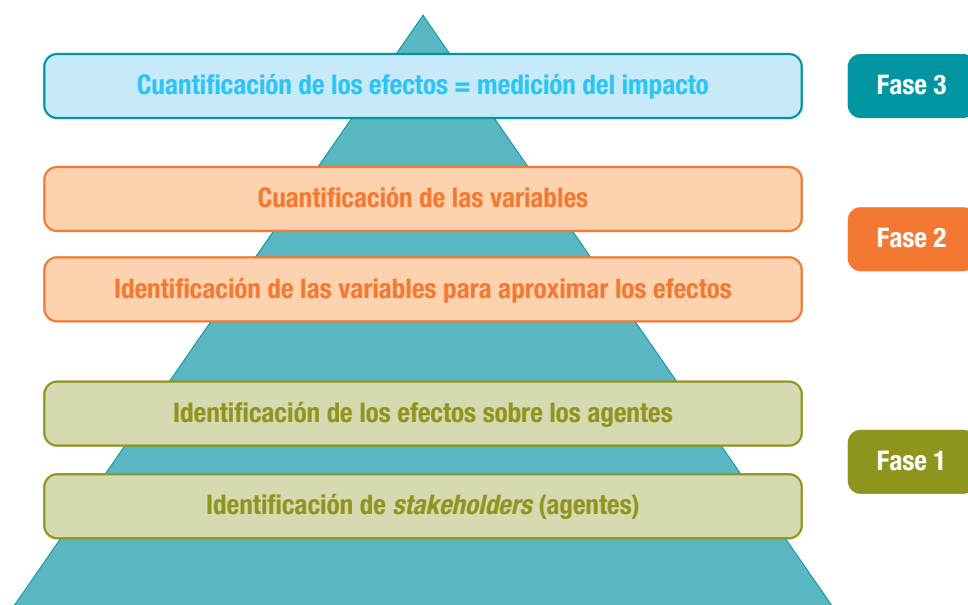 Cuantificación de los efectos = medición del impacto
Fase 3
Cuantificación de las variables
Fase 2
Identificación de las variables para aproximar los efectos
Identificación de los efectos sobre los agentes
Fase 1
Identificación de stakeholders (agentes)